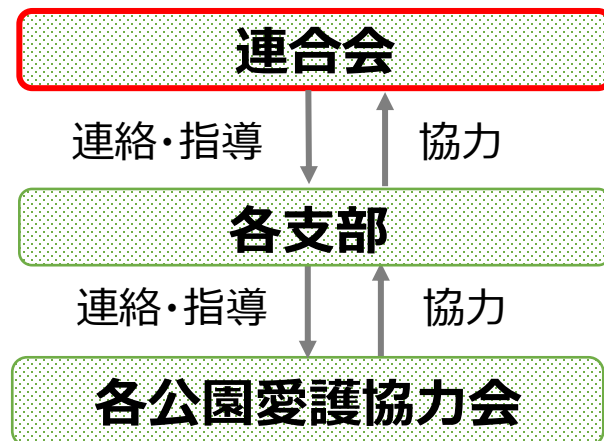 連合会
連絡・指導 協力
各支部
連絡・指導 協力
各公園愛護協力会